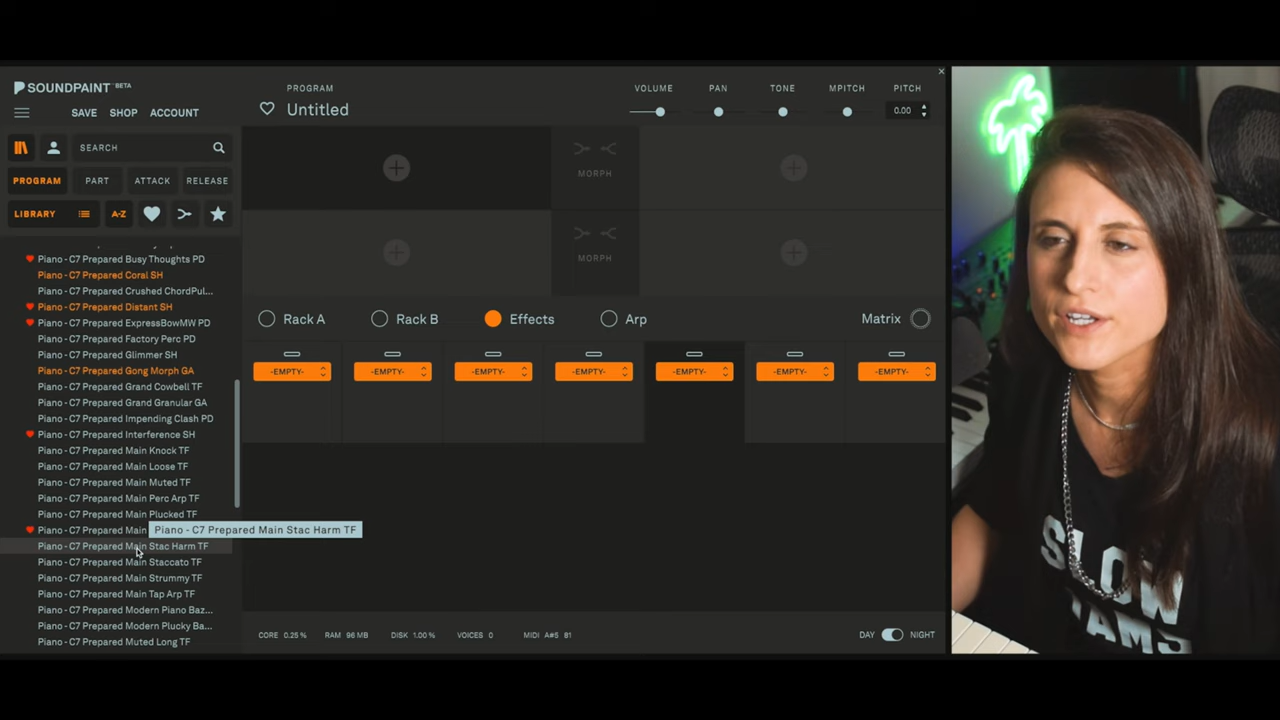 SOUNDPAINT BETA
SAVE SHOP ACCOUNT
PROGRAM
Untitled
VOLUME PAN TONE MPITCH PITCH
0.00
SEARCH
PROGRAM PART ATTACK RELEASE
LIBRARY A-Z
MORPH
MORPH
Piano - C7 Prepared Busy Thoughts PD
Piano - C7 Prepared Coral SH
Piano - C7 Prepared Crushed ChordPul...
Piano - C7 Prepared Distant SH
Piano - C7 Prepared ExpressBowMW PD
Piano - C7 Prepared Factory Perc PD
Piano - C7 Prepared Glimmer SH
Piano - C7 Prepared Gong Morph GA
Piano - C7 Prepared Grand Cowbell TF
Piano - C7 Prepared Grand Granular GA
Piano - C7 Prepared Impending Clash PD
Piano - C7 Prepared Interference SH
Piano - C7 Prepared Main Knock TF
Piano - C7 Prepared Main Loose TF
Piano - C7 Prepared Main Muted TF
Piano - C7 Prepared Main Perc Arp TF
Piano - C7 Prepared Main Plucked TF
Piano - C7 Prepared Main
Piano - C7 Prepared Main Stac Harm TF
Piano - C7 Prepared Main Stac Harm TF
Piano - C7 Prepared Main Staccato TF
Piano - C7 Prepared Main Strummy TF
Piano - C7 Prepared Main Tap Arp TF
Piano - C7 Prepared Modern Piano Baz...
Piano - C7 Prepared Modern Plucky Ba...
Piano - C7 Prepared Muted Long TF
Rack A Rack B Effects Arp Matrix
-EMPTY- -EMPTY- -EMPTY- -EMPTY- -EMPTY- -EMPTY- -EMPTY-
CORE 0.25 % RAM 96 MB DISK 1.00 % VOICES 0 MIDI A#5 81
DAY NIGHT
SLOW
JAMS